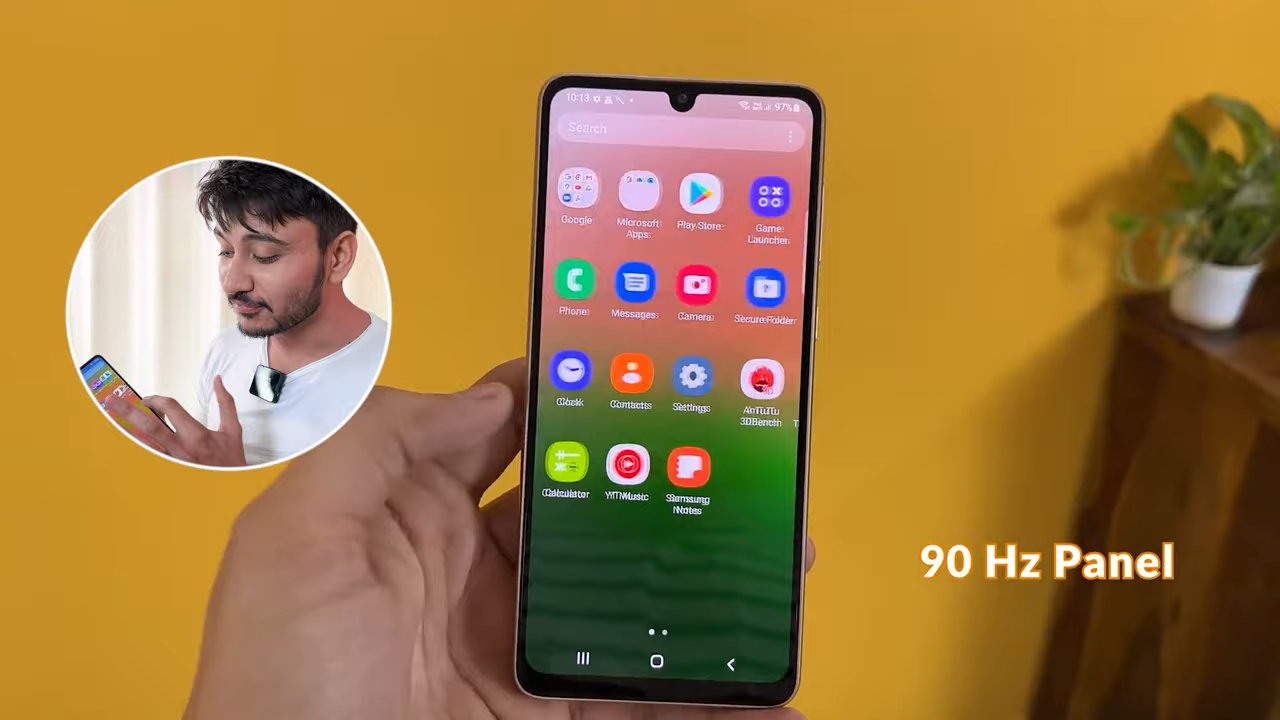 10:13
97%
Search
Google
Microsoft
Apps
Play Store
Game
Launcher
Phone
Messages
Camera
Secure Folder
Clock
Contacts
Settings
AnTuTu
3DBench
Calculator
YT Music
Samsung
Notes
90 Hz Panel